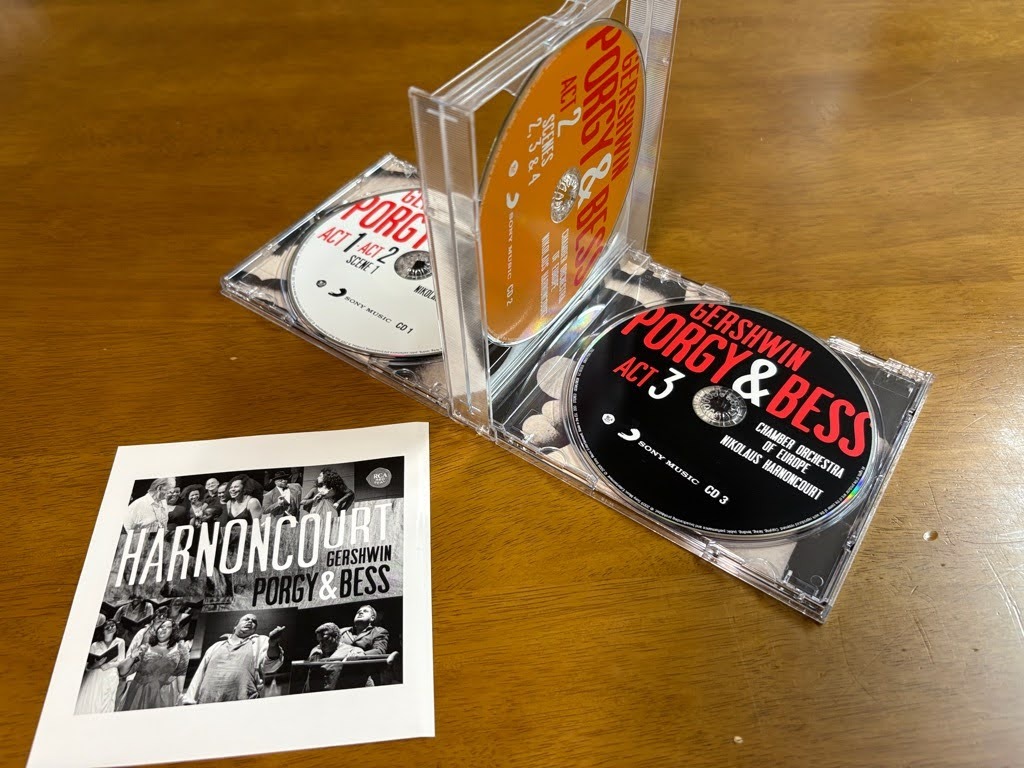 GERSHWIN
PORGY & BESS
ACT 2
SCENES
2, 3 & 4
SONY MUSIC CD 2
PORGY
ACT 1 ACT 2
SCENE 1
SONY MUSIC CD 1
GERSHWIN
PORGY & BESS
ACT 3
CHAMBER ORCHESTRA
OF EUROPE
NIKOLAUS HARNONCOURT
SONY MUSIC CD 3
RCA
HARNONCOURT
GERSHWIN
PORGY & BESS